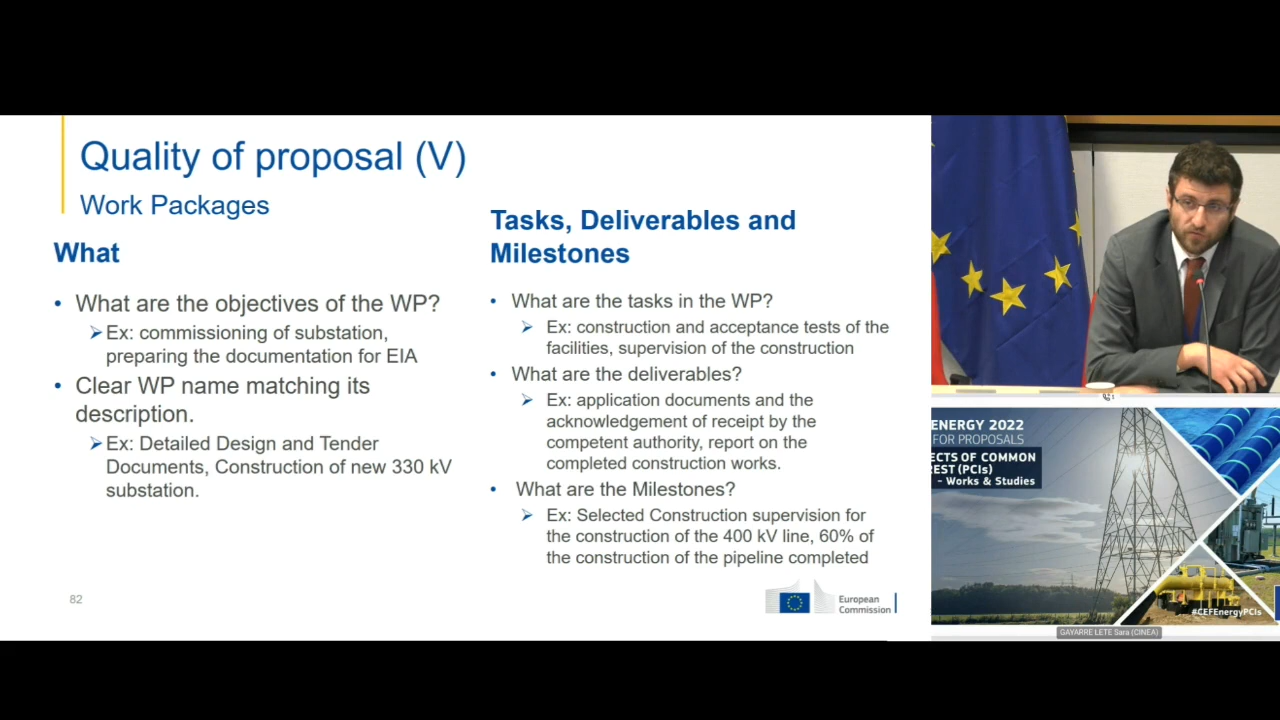 Quality of proposal (V)
Work Packages
What
• What are the objectives of the WP?
➢Ex: commissioning of substation,
preparing the documentation for EIA
• Clear WP name matching its
description.
➢Ex: Detailed Design and Tender
Documents, Construction of new 330 kV
substation.
Tasks, Deliverables and
Milestones
• What are the tasks in the WP?
➢ Ex: construction and acceptance tests of the
facilities, supervision of the construction
• What are the deliverables?
➢ Ex: application documents and the
acknowledgement of receipt by the
competent authority, report on the
completed construction works.
• What are the Milestones?
➢ Ex: Selected Construction supervision for
the construction of the 400 kV line, 60% of
the construction of the pipeline completed
82
European
Commission
1
ENERGY 2022
FOR PROPOSALS
ECTS OF COMMON
REST (PCIs)
- Works & Studies
#CEFEnergyPCIs
GAYARRE LETE Sara (CINEA)